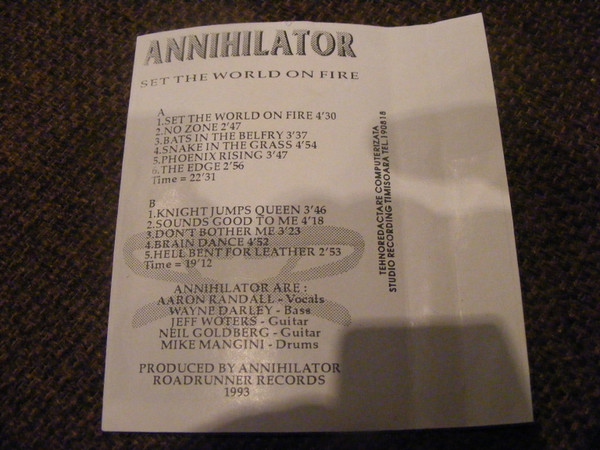 ANNIHILATOR
SET THE WORLD ON FIRE
A
1.SET THE WORLD ON FIRE 4'30
2.NO ZONE 2'47
3.BATS IN THE BELFRY 3'37
4.SNAKE IN THE GRASS 4'54
5.PHOENIX RISING 3'47
6.THE EDGE 2'56
Time = 22'31
B
1.KNIGHT JUMPS QUEEN 3'46
2.SOUNDS GOOD TO ME 4'18
3.DON'T BOTHER ME 3'23
4.BRAIN DANCE 4'52
5.HELL BENT FOR LEATHER 2'53
Time = 19'12
ANNIHILATOR ARE :
AARON RANDALL - Vocals
WAYNE DARLEY - Bass
JEFF WOTERS - Guitar
NEIL GOLDBERG - Guitar
MIKE MANGINI - Drums
PRODUCED BY ANNIHILATOR
ROADRUNNER RECORDS
1993
TEHNOREDACTARE COMPUTERIZATA
STUDIO RECORDING TIMISOARA TEL.190818